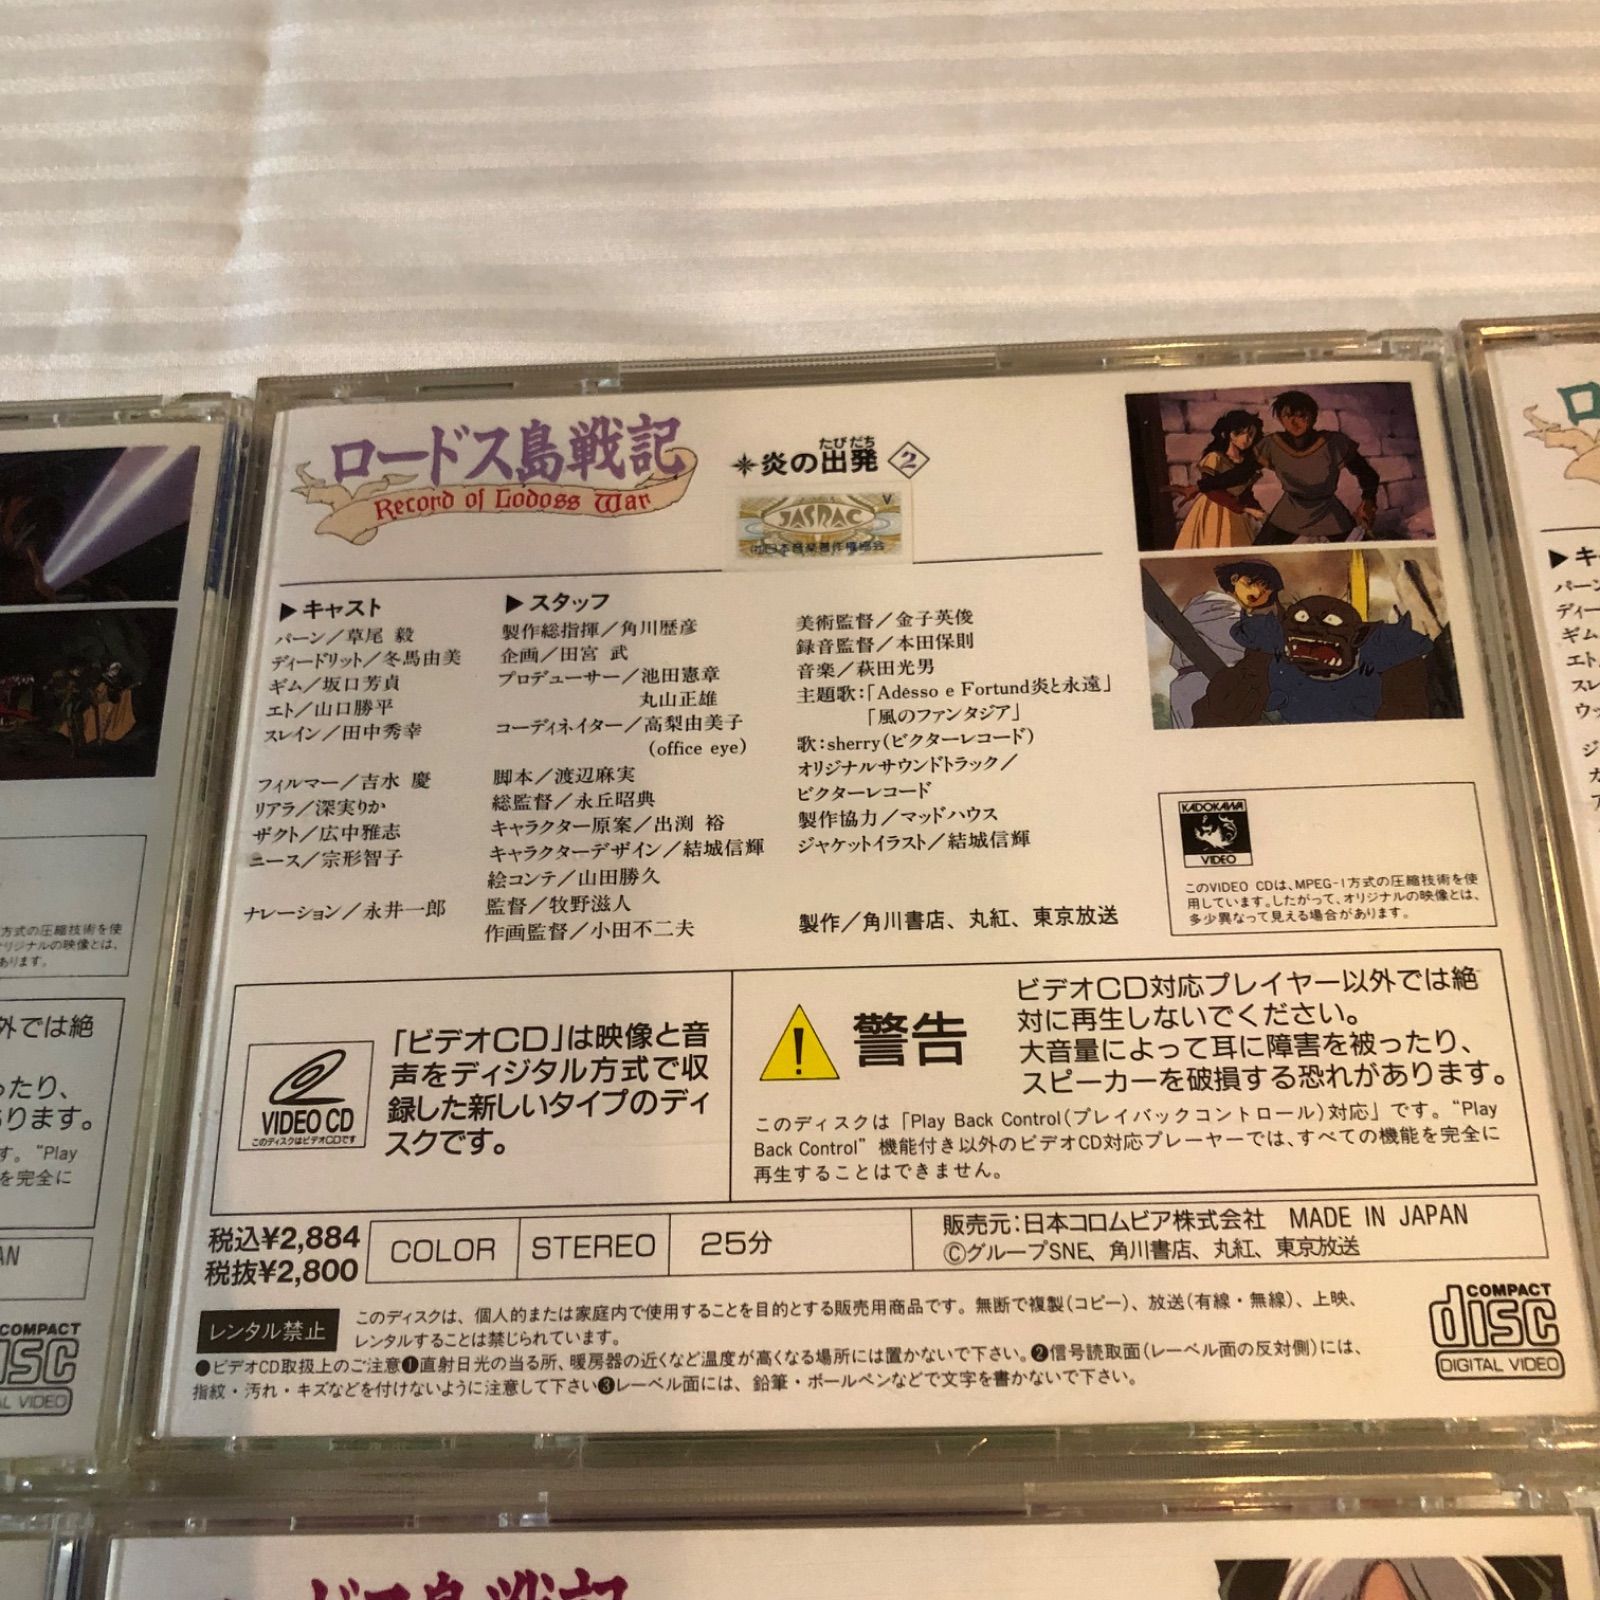 ロードス島戦記
Record of Lodoss War
たびだち
炎の出発 2
JASRAC
V
▶キャスト
パーン/草尾 毅
ディードリット/冬馬由美
ギム/坂口芳貞
エト/山口勝平
スレイン/田中秀幸
フィルマー/吉水 慶
リアラ/深実りか
ザクト/広中雅志
ニース/宗形智子
ナレーション/永井一郎
▶スタッフ
製作総指揮/角川歴彦
企画/田宮 武
プロデューサー/池田憲章
丸山正雄
コーディネイター/高梨由美子
(office eye)
脚本/渡辺麻実
総監督/永丘昭典
キャラクター原案/出渕 裕
キャラクターデザイン/結城信輝
絵コンテ/山田勝久
監督/牧野滋人
作画監督/小田不二夫
美術監督/金子英俊
録音監督/本田保則
音楽/萩田光男
主題歌:「Adesso e Fortund炎と永遠」
「風のファンタジア」
歌:sherry(ビクターレコード)
オリジナルサウンドトラック/
ビクターレコード
製作協力/マッドハウス
ジャケットイラスト/結城信輝
製作/角川書店、丸紅、東京放送
KADOKAWA
VIDEO
このVIDEO CDは、MPEG-1方式の圧縮技術を使
用しています。したがって、オリジナルの映像とは、
多少異なって見える場合があります。
VIDEO CD
このディスクはビデオCDです
「ビデオCD」は映像と音
声をディジタル方式で収
録した新しいタイプのディ
スクです。
警告
ビデオCD対応プレイヤー以外では絶
対に再生しないでください。
大音量によって耳に障害を被ったり、
スピーカーを破損する恐れがあります。
このディスクは「Play Back Control(プレイバックコントロール)対応」です。“Play
Back Control”機能付き以外のビデオCD対応プレーヤーでは、すべての機能を完全に
再生することはできません。
税込¥2,884
税抜¥2,800
COLOR
STEREO
25分
販売元:日本コロムビア株式会社 MADE IN JAPAN
©グループSNE、角川書店、丸紅、東京放送
レンタル禁止
このディスクは、個人的または家庭内で使用することを目的とする販売用商品です。無断で複製(コピー)、放送(有線・無線)、上映、
レンタルすることは禁じられています。
●ビデオCD取扱上のご注意❶直射日光の当る所、暖房器の近くなど温度が高くなる場所には置かないで下さい。❷信号読取面(レーベル面の反対側)には、
指紋・汚れ・キズなどを付けないように注意して下さい❸レーベル面には、鉛筆・ボールペンなどで文字を書かないで下さい。
COMPACT
disc
DIGITAL VIDEO